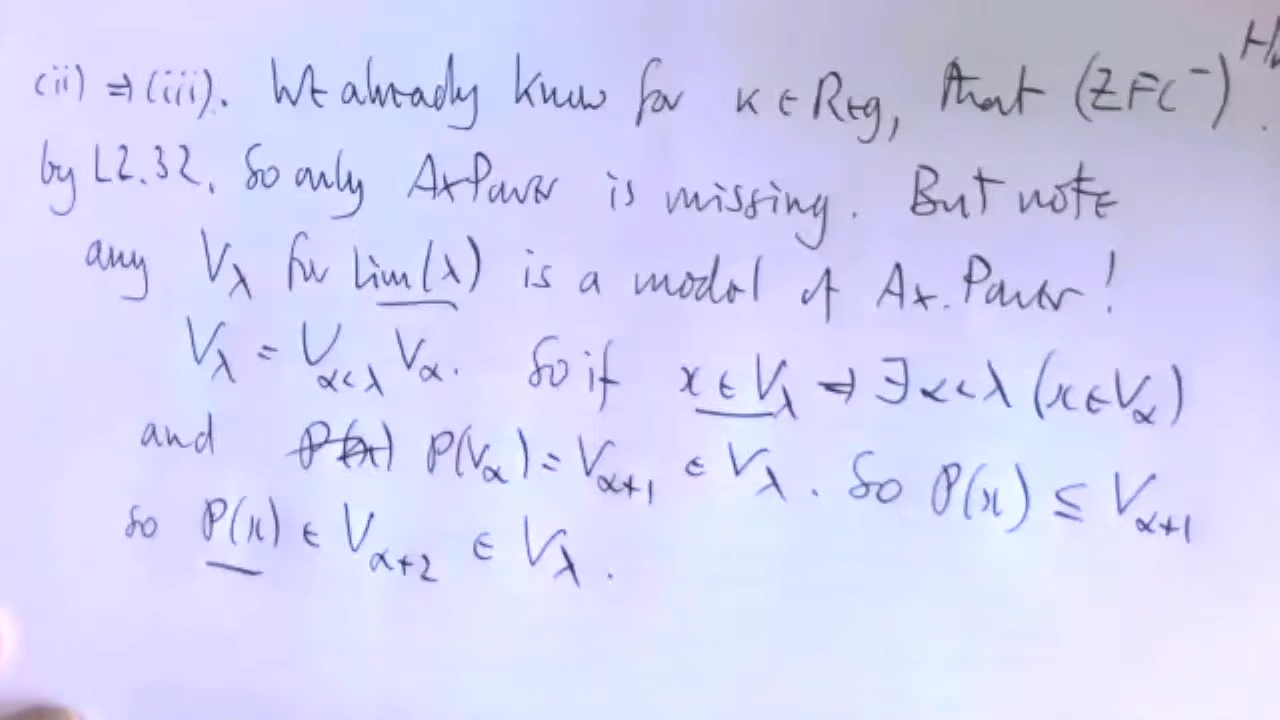 (ii) ⇒ (iii). We already know for κ ∈ Reg, that (ZFC⁻)^H
by L2.32. So only AxPower is missing. But note
any V_λ for Lim(λ) is a model of Ax. Power!
V_λ = ⋃_{α<λ} V_α. So if x ∈ V_λ ⇒ ∃α<λ (x ∈ V_α)
and P(V_α) = V_{α+1} ∈ V_λ. So P(x) ⊆ V_{α+1}
so P(x) ∈ V_{α+2} ∈ V_λ.